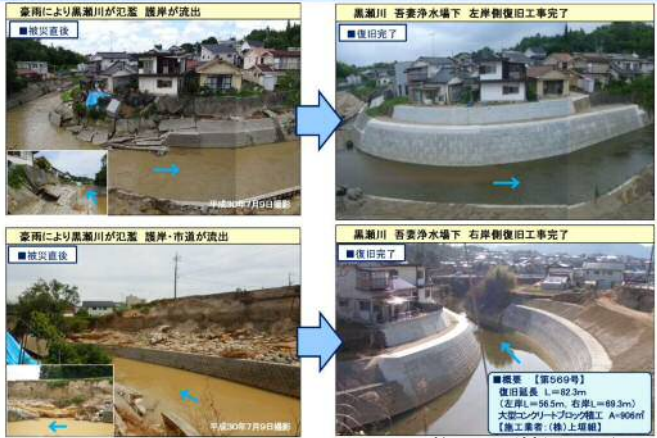 豪雨により黒瀬川が氾濫 護岸が流出
■被災直後
平成30年7月9日撮影
黒瀬川 吾妻浄水場下 左岸側復旧工事完了
■復旧完了
豪雨により黒瀬川が氾濫 護岸・市道が流出
■被災直後
平成30年7月9日撮影
黒瀬川 吾妻浄水場下 右岸側復旧工事完了
■復旧完了
■概要 【第569号】
復旧延長 L=82.3m
(左岸L=56.5m、右岸L=69.3m)
大型コンクリートブロック積工 A=906㎡
【施工業者:(株)上垣組】